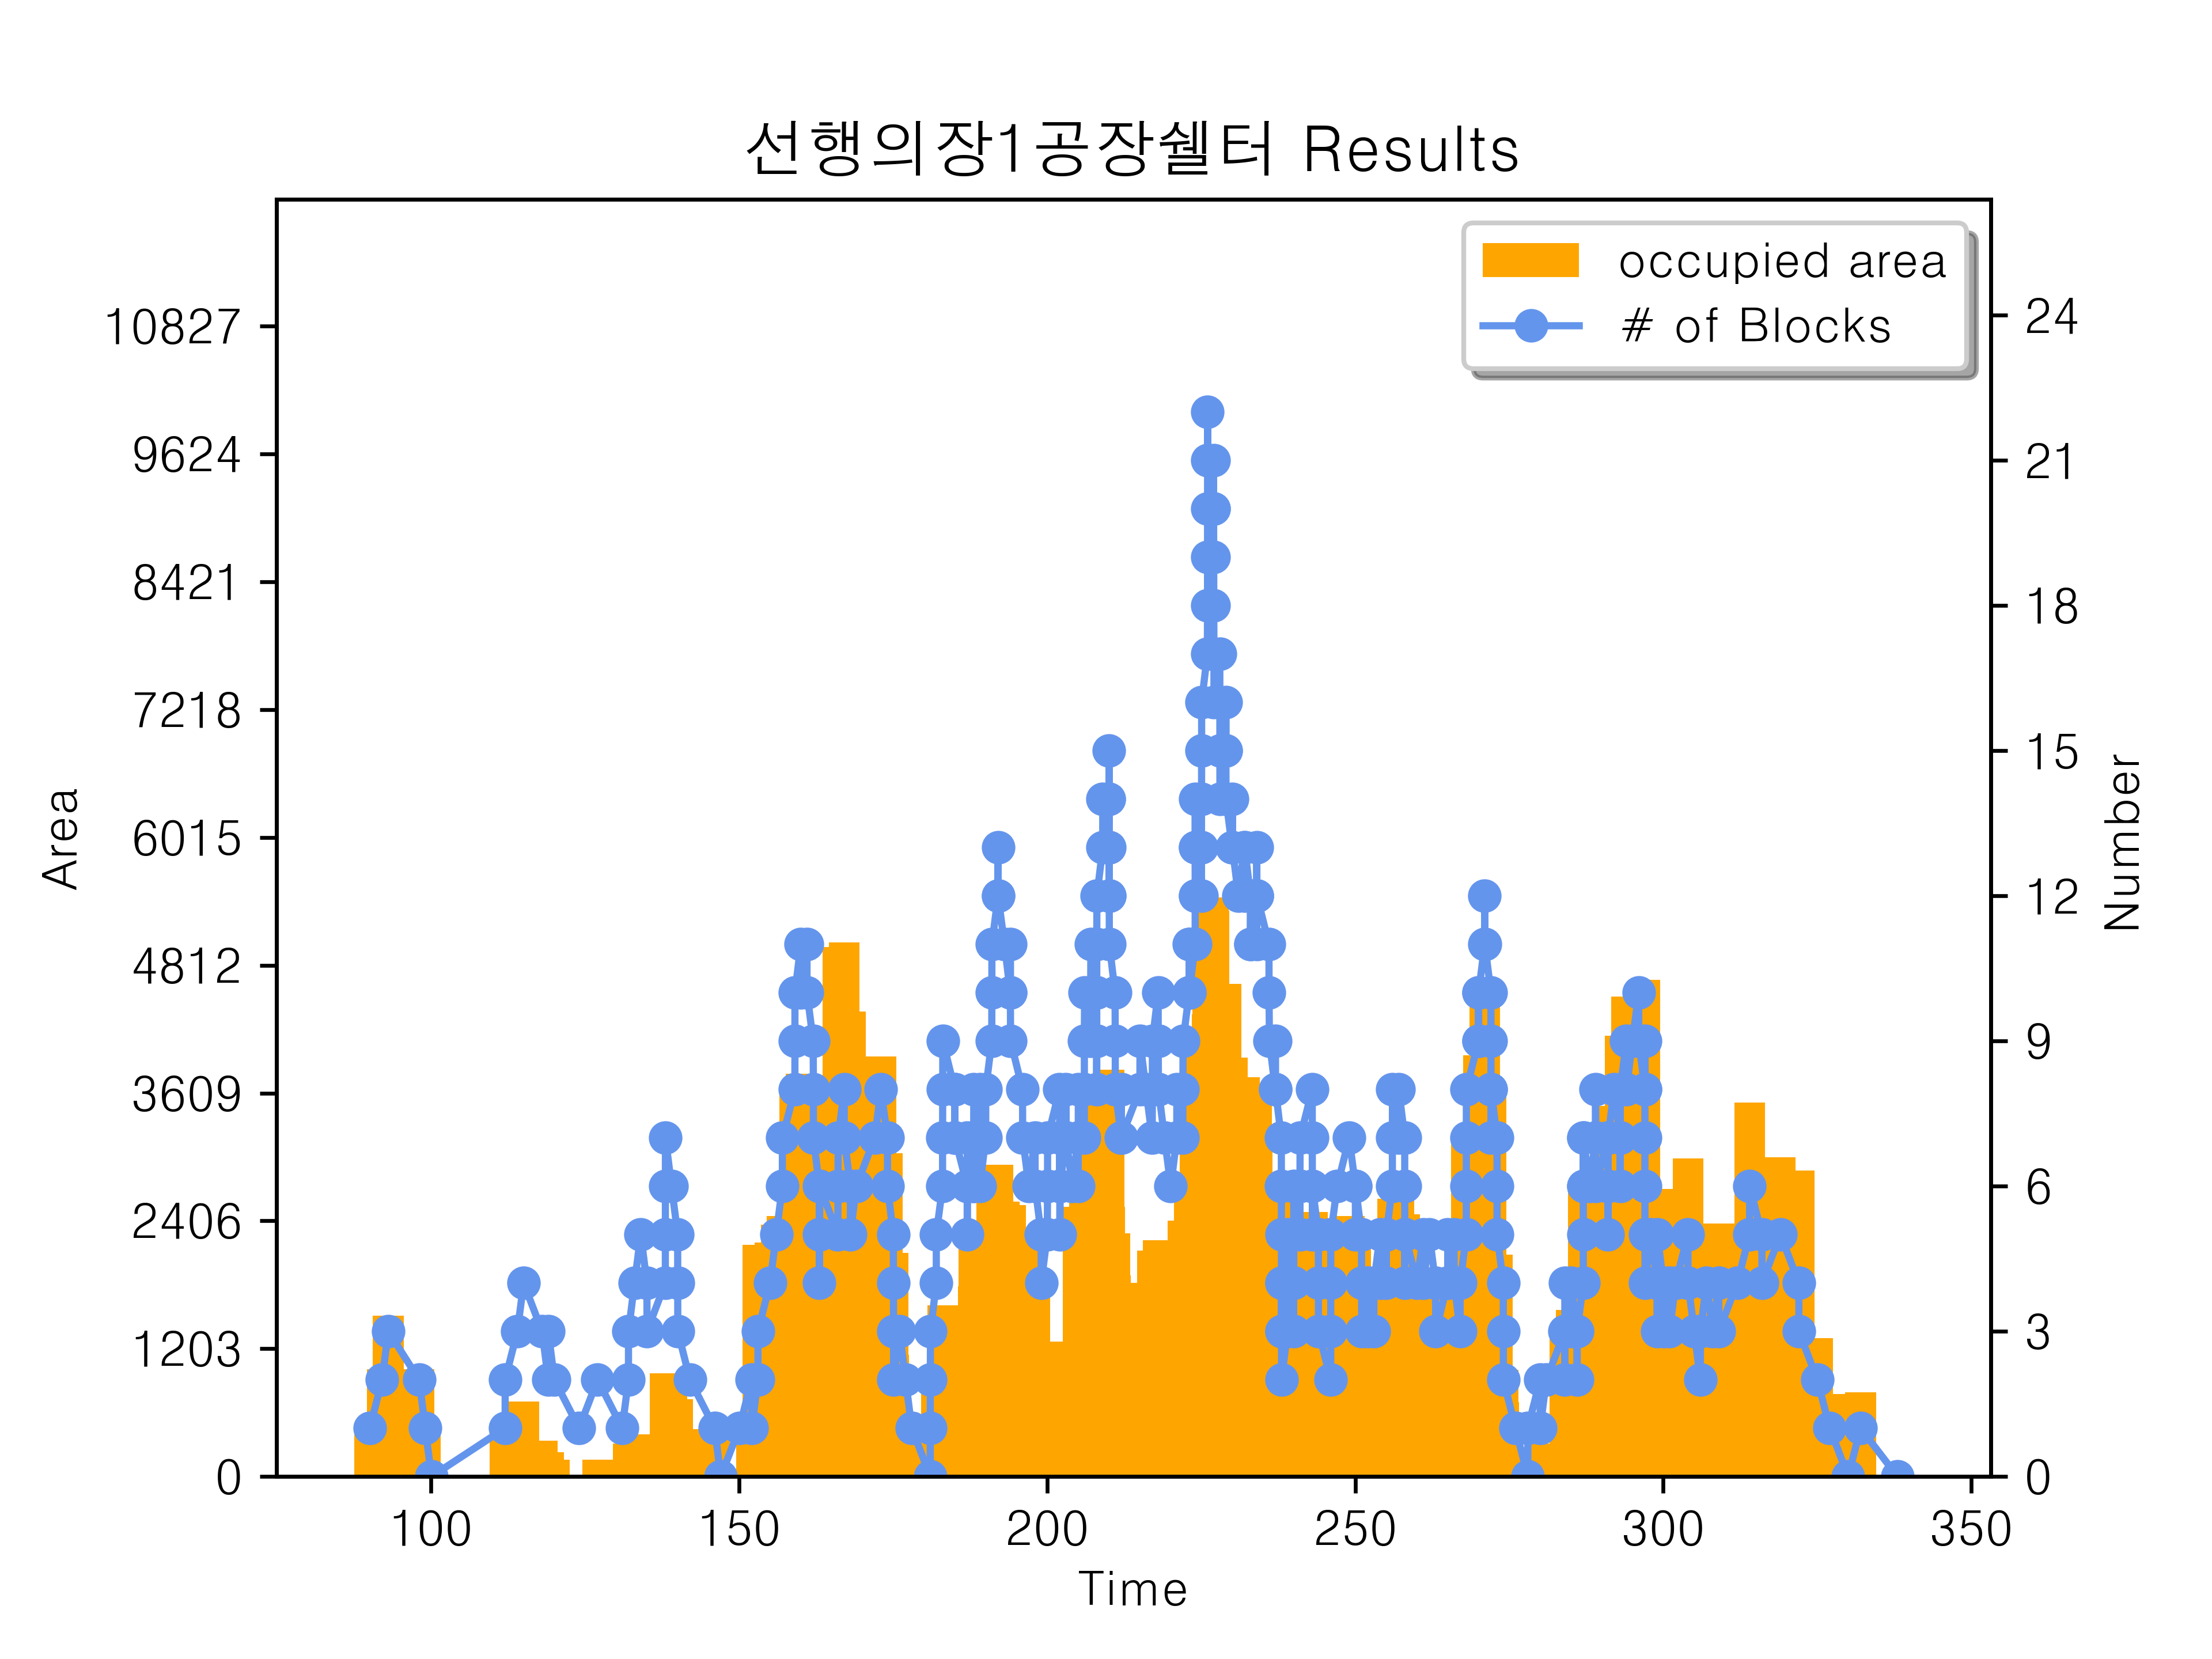 선행의장1공장쉘터 Results
occupied area
# of Blocks
10827
9624
8421
7218
6015
4812
3609
2406
1203
0
Area
24
21
18
15
12
9
6
3
0
Number
100 150 200 250 300 350
Time